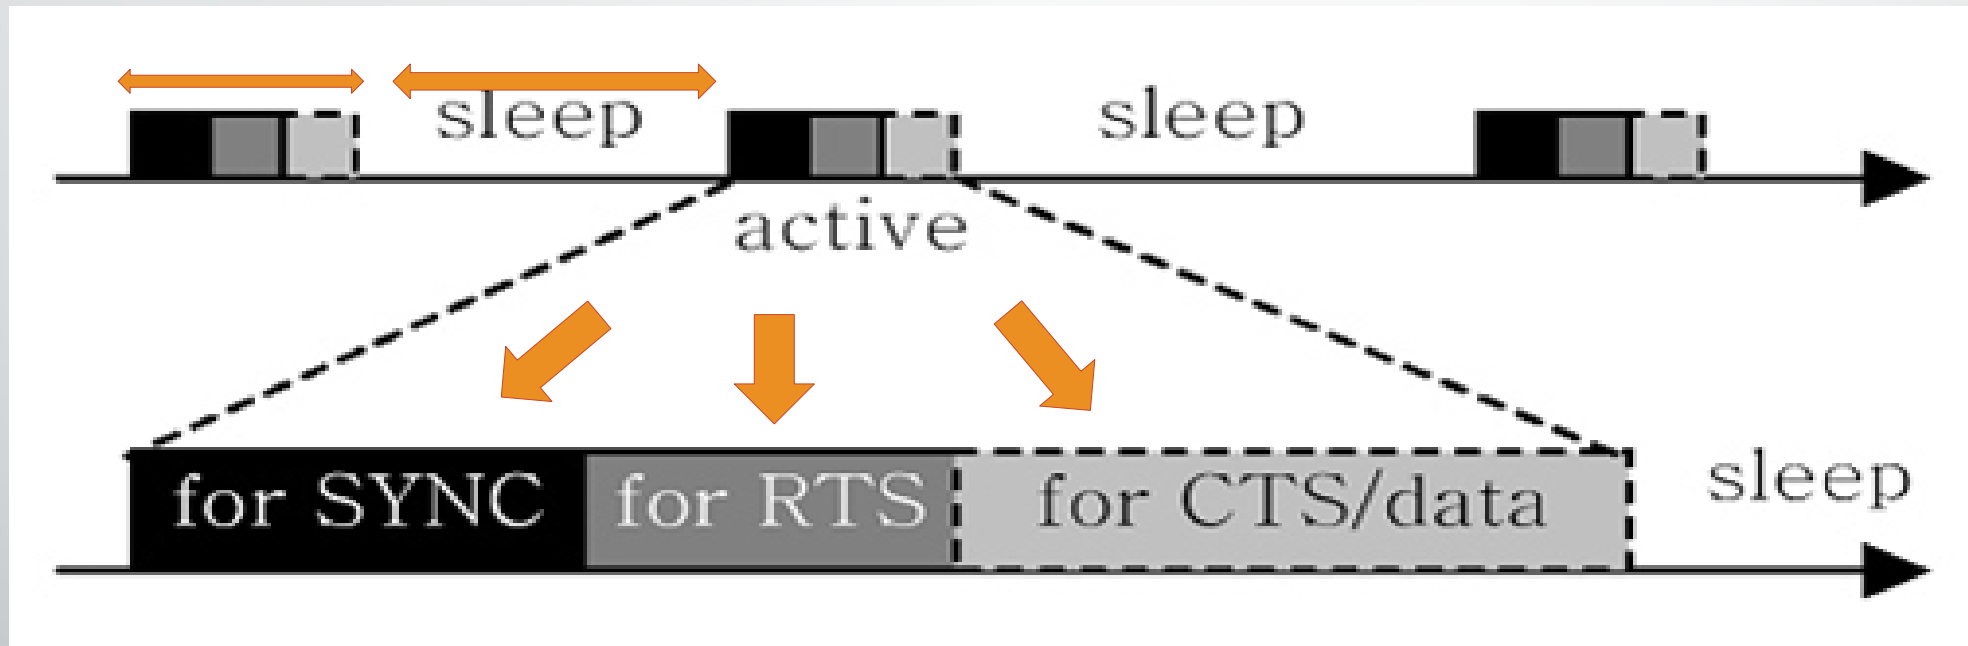 sleep
sleep
active
for SYNC
for RTS
for CTS/data
sleep